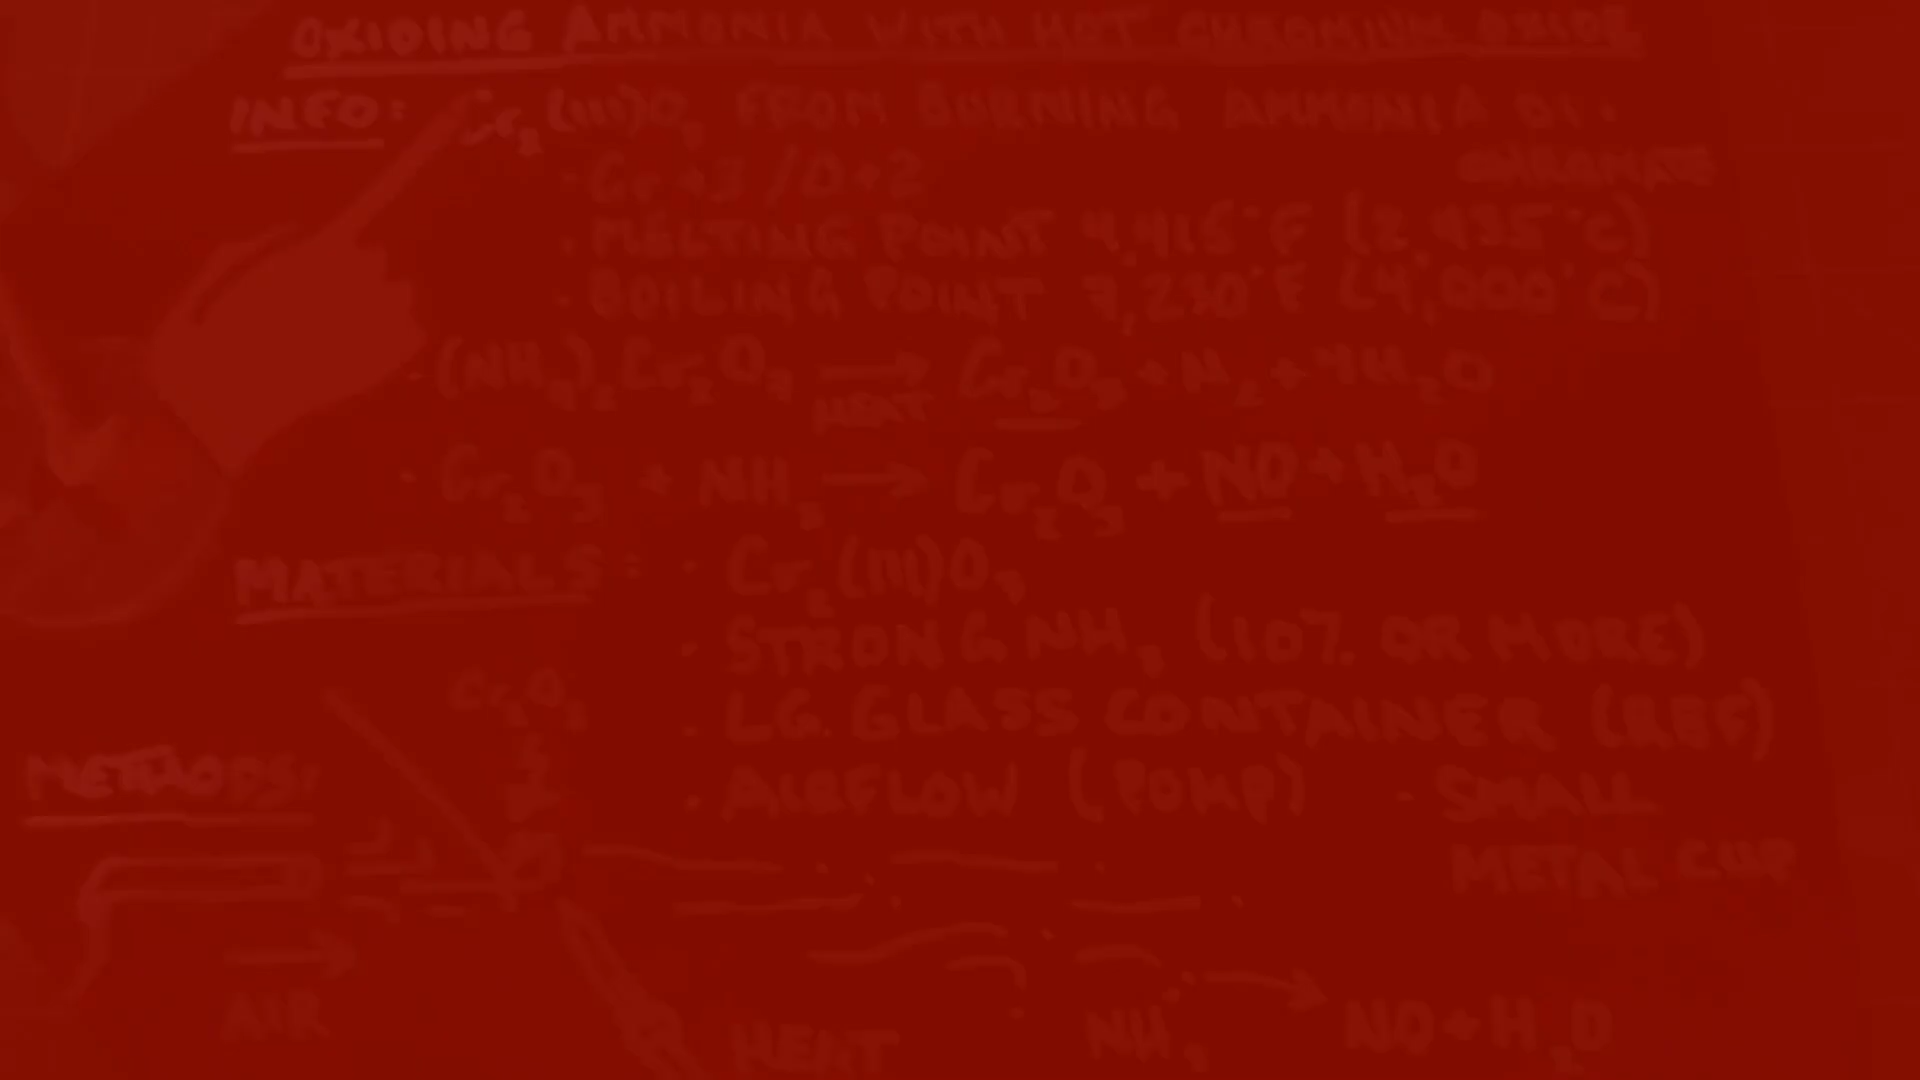 OXIDING AMMONIA WITH HOT CHROMIUM OXIDE
INFO: Cr₂(III)O₃ FROM BURNING AMMONIA DI.
CHROMATE
· Cr +3 / O +2
· MELTING POINT 4,415°F (2,435°C)
· BOILING POINT 7,230°F (4,000°C)
· (NH₄)₂Cr₂O₇ → Cr₂O₃ + N₂ + 4H₂O
HEAT
· Cr₂O₃ + NH₃ → Cr₂O₃ + NO + H₂O
MATERIALS: · Cr₂(III)O₃
· STRONG NH₃ (10% OR MORE)
· LG. GLASS CONTAINER (RBF)
· AIRFLOW (PUMP) · SMALL
METAL CUP
METHODS:
Cr₂O₃
AIR →
HEAT
NH₃ → NO + H₂O